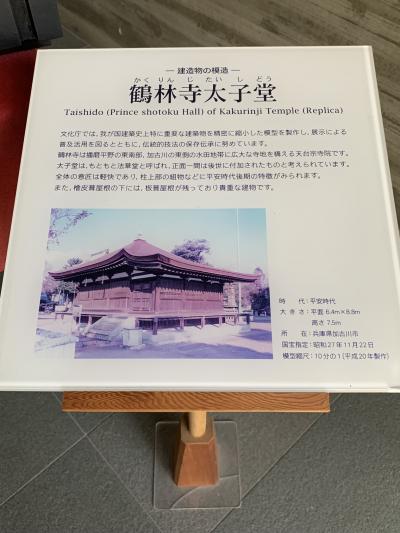 ― 建造物の模造 ―
かくりんじたいしどう
鶴林寺太子堂
Taishido (Prince shotoku Hall) of Kakurinji Temple (Replica)
文化庁では、我が国建築史上特に重要な建築物を精密に縮小した模型を製作し、展示による
普及活用を図るとともに、伝統的技法の保存伝承に努めています。
鶴林寺は播磨平野の東南部、加古川の東側の水田地帯に広大な寺地を構える天台宗寺院です。
太子堂は、もともと法華堂と呼ばれ、正面一間は後世に付加されたものと考えられています。
全体の意匠は軽快であり、柱上部の組物などに平安時代後期の特徴がみられます。
また、檜皮葺屋根の下には、板葺屋根が残っており貴重な建物です。
時 代：平安時代
大きさ：平面 6.4m×8.8m
高さ 7.5m
所 在：兵庫県加古川市
国宝指定：昭和27年11月22日
模型縮尺：10分の1（平成20年製作）